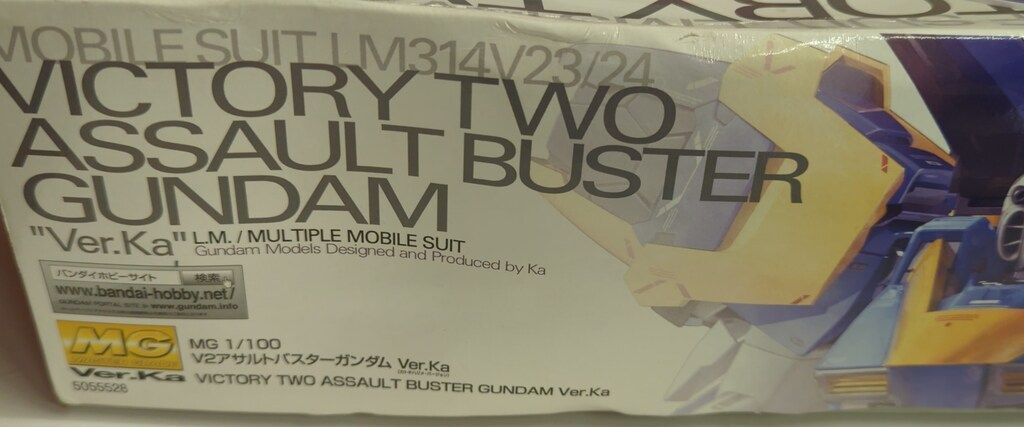 MOBILE SUIT LM314V23/24
VICTORY TWO
ASSAULT BUSTER
GUNDAM
"Ver.Ka" L.M. / MULTIPLE MOBILE SUIT
Gundam Models Designed and Produced by Ka
バンダイホビーサイト 検索
www.bandai-hobby.net/
GUNDAM PORTAL SITE www.gundam.info
MG
MG 1/100
V2アサルトバスターガンダム Ver.Ka
Ver.Ka VICTORY TWO ASSAULT BUSTER GUNDAM Ver.Ka
5055528